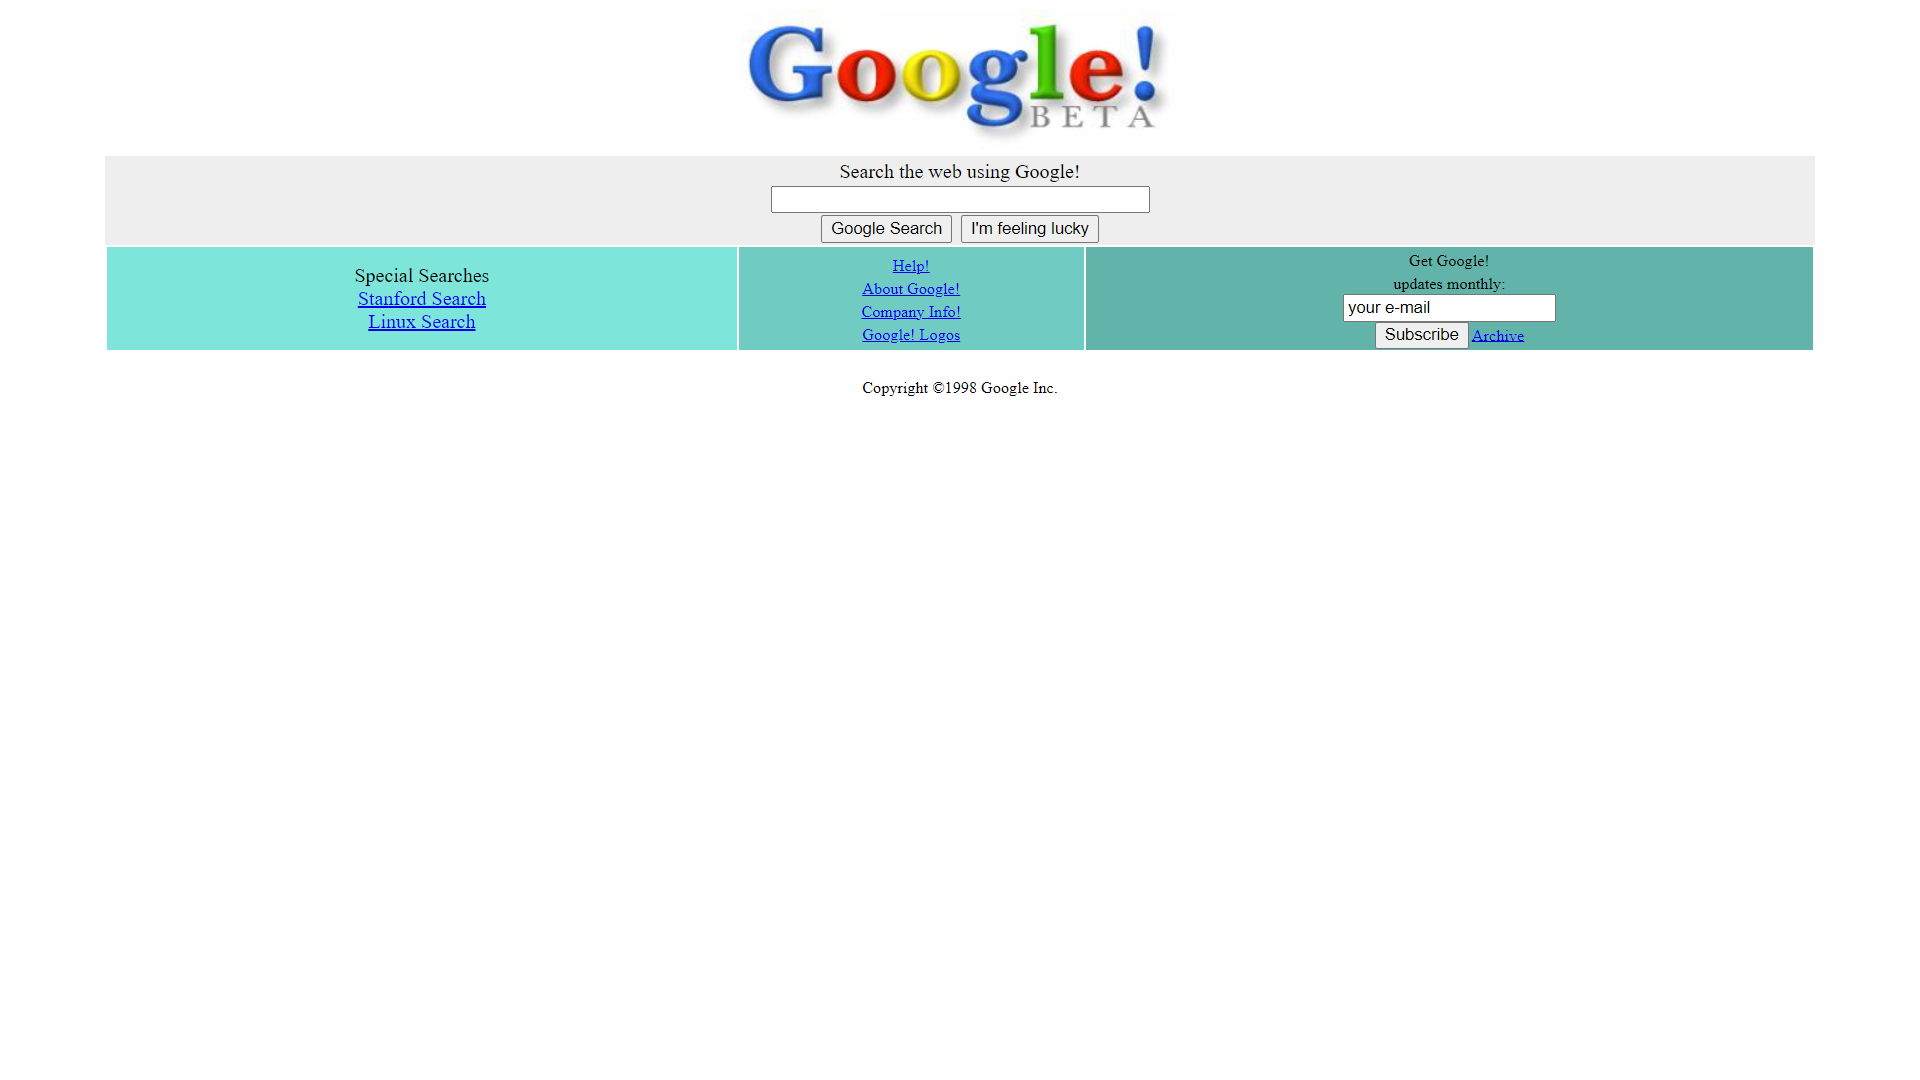 Google!
BETA
Search the web using Google!
Google Search I'm feeling lucky
Special Searches
Stanford Search
Linux Search
Help!
About Google!
Company Info!
Google! Logos
Get Google!
updates monthly:
your e-mail
Subscribe Archive
Copyright ©1998 Google Inc.